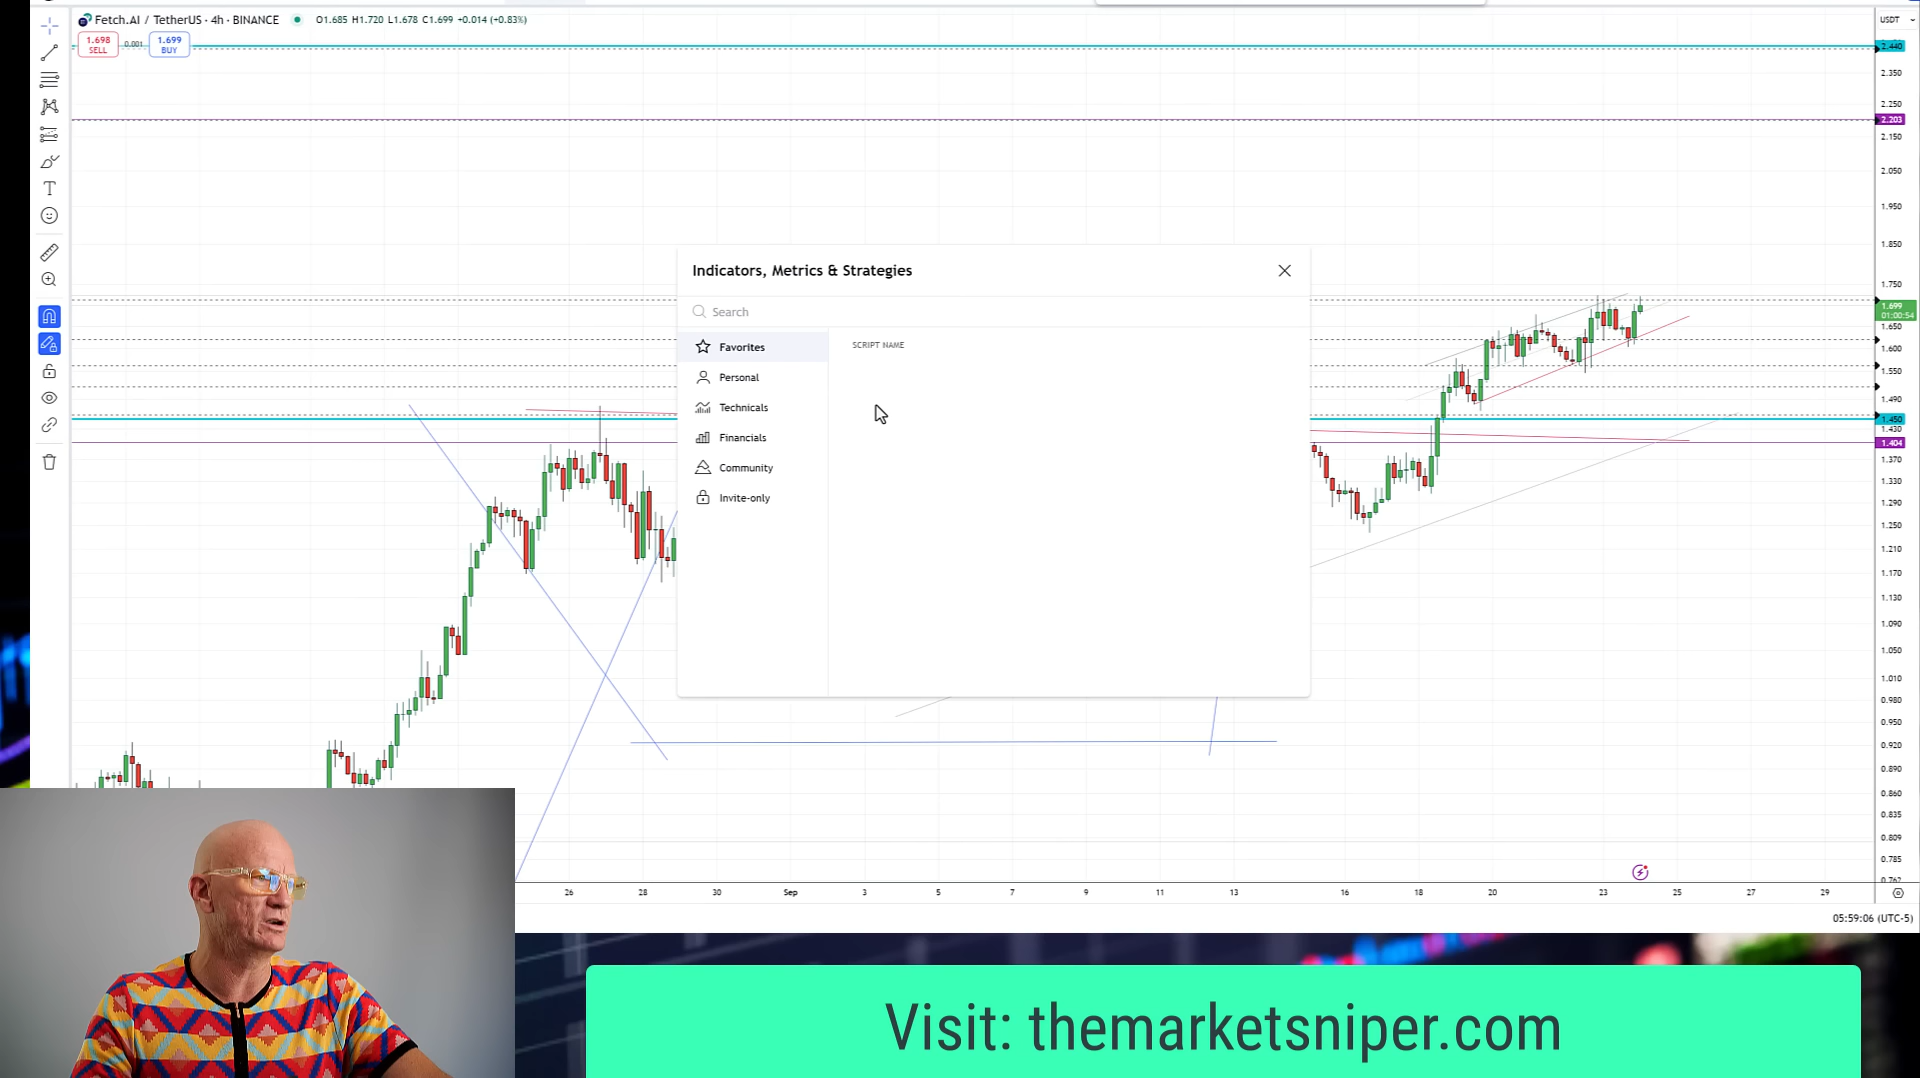 Fetch.AI / TetherUS · 4h · BINANCE O1.685 H1.720 L1.678 C1.699 +0.014 (+0.83%)
USDT
1.698 SELL
0.001
1.699 BUY
2.440
2.350
2.250
2.203
2.150
2.050
1.950
1.850
1.750
1.699
01:00:54
1.650
1.600
1.550
1.490
1.450
1.430
1.404
1.370
1.330
1.290
1.250
1.210
1.170
1.130
1.090
1.050
1.010
0.980
0.950
0.920
0.890
0.860
0.835
0.809
0.785
0.762
Indicators, Metrics & Strategies
Search
Favorites
Personal
Technicals
Financials
Community
Invite-only
SCRIPT NAME
26 28 30 Sep 3 5 7 9 11 13 16 18 20 23 25 27 29
05:59:06 (UTC-5)
Visit: themarketsniper.com